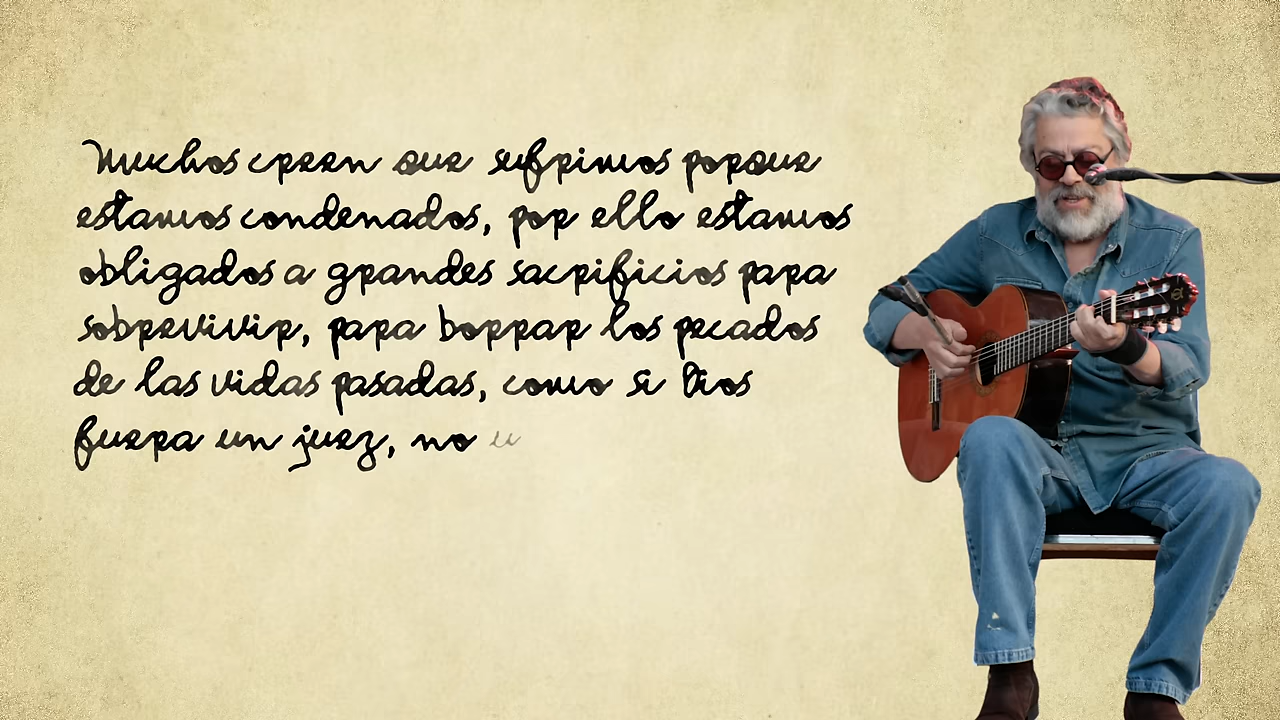 Muchos creen que sufrimos porque
estamos condenados, por ello estamos
obligados a grandes sacrificios para
sobrevivir, para borrar los pecados
de las vidas pasadas, como si Dios
fuera un juez, no